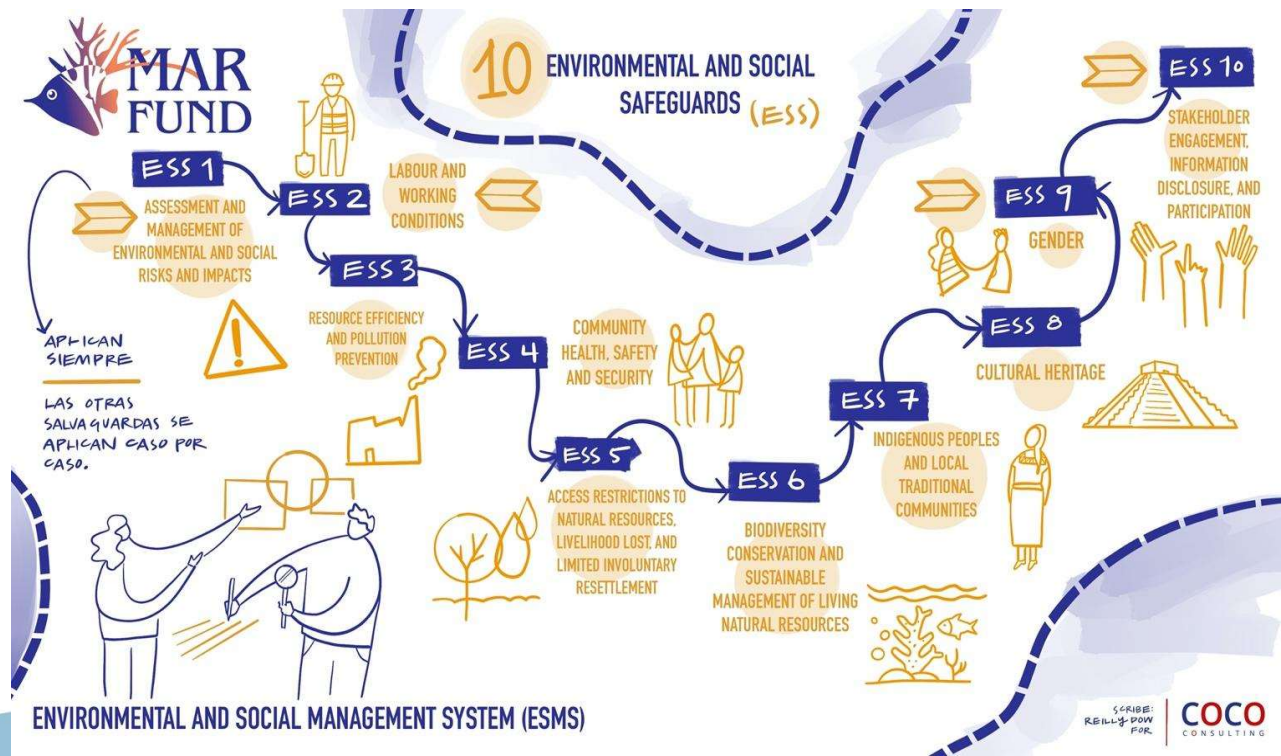 MAR
FUND
10
ENVIRONMENTAL AND SOCIAL
SAFEGUARDS (ESS)
ESS 1
ASSESSMENT AND
MANAGEMENT OF
ENVIRONMENTAL AND SOCIAL
RISKS AND IMPACTS
APLICAN
SIEMPRE
LAS OTRAS
SALVAGUARDAS SE
APLICAN CASO POR
CASO.
ESS 2
LABOUR AND
WORKING
CONDITIONS
ESS 3
RESOURCE EFFICIENCY
AND POLLUTION
PREVENTION
ESS 4
COMMUNITY
HEALTH, SAFETY
AND SECURITY
ESS 5
ACCESS RESTRICTIONS TO
NATURAL RESOURCES,
LIVELIHOOD LOST, AND
LIMITED INVOLUNTARY
RESETTLEMENT
ESS 6
BIODIVERSITY
CONSERVATION AND
SUSTAINABLE
MANAGEMENT OF LIVING
NATURAL RESOURCES
ESS 7
INDIGENOUS PEOPLES
AND LOCAL
TRADITIONAL
COMMUNITIES
ESS 8
CULTURAL HERITAGE
ESS 9
GENDER
ESS 10
STAKEHOLDER
ENGAGEMENT,
INFORMATION
DISCLOSURE, AND
PARTICIPATION
ENVIRONMENTAL AND SOCIAL MANAGEMENT SYSTEM (ESMS)
SCRIBE:
REILLY DOW
FOR
COCO
CONSULTING